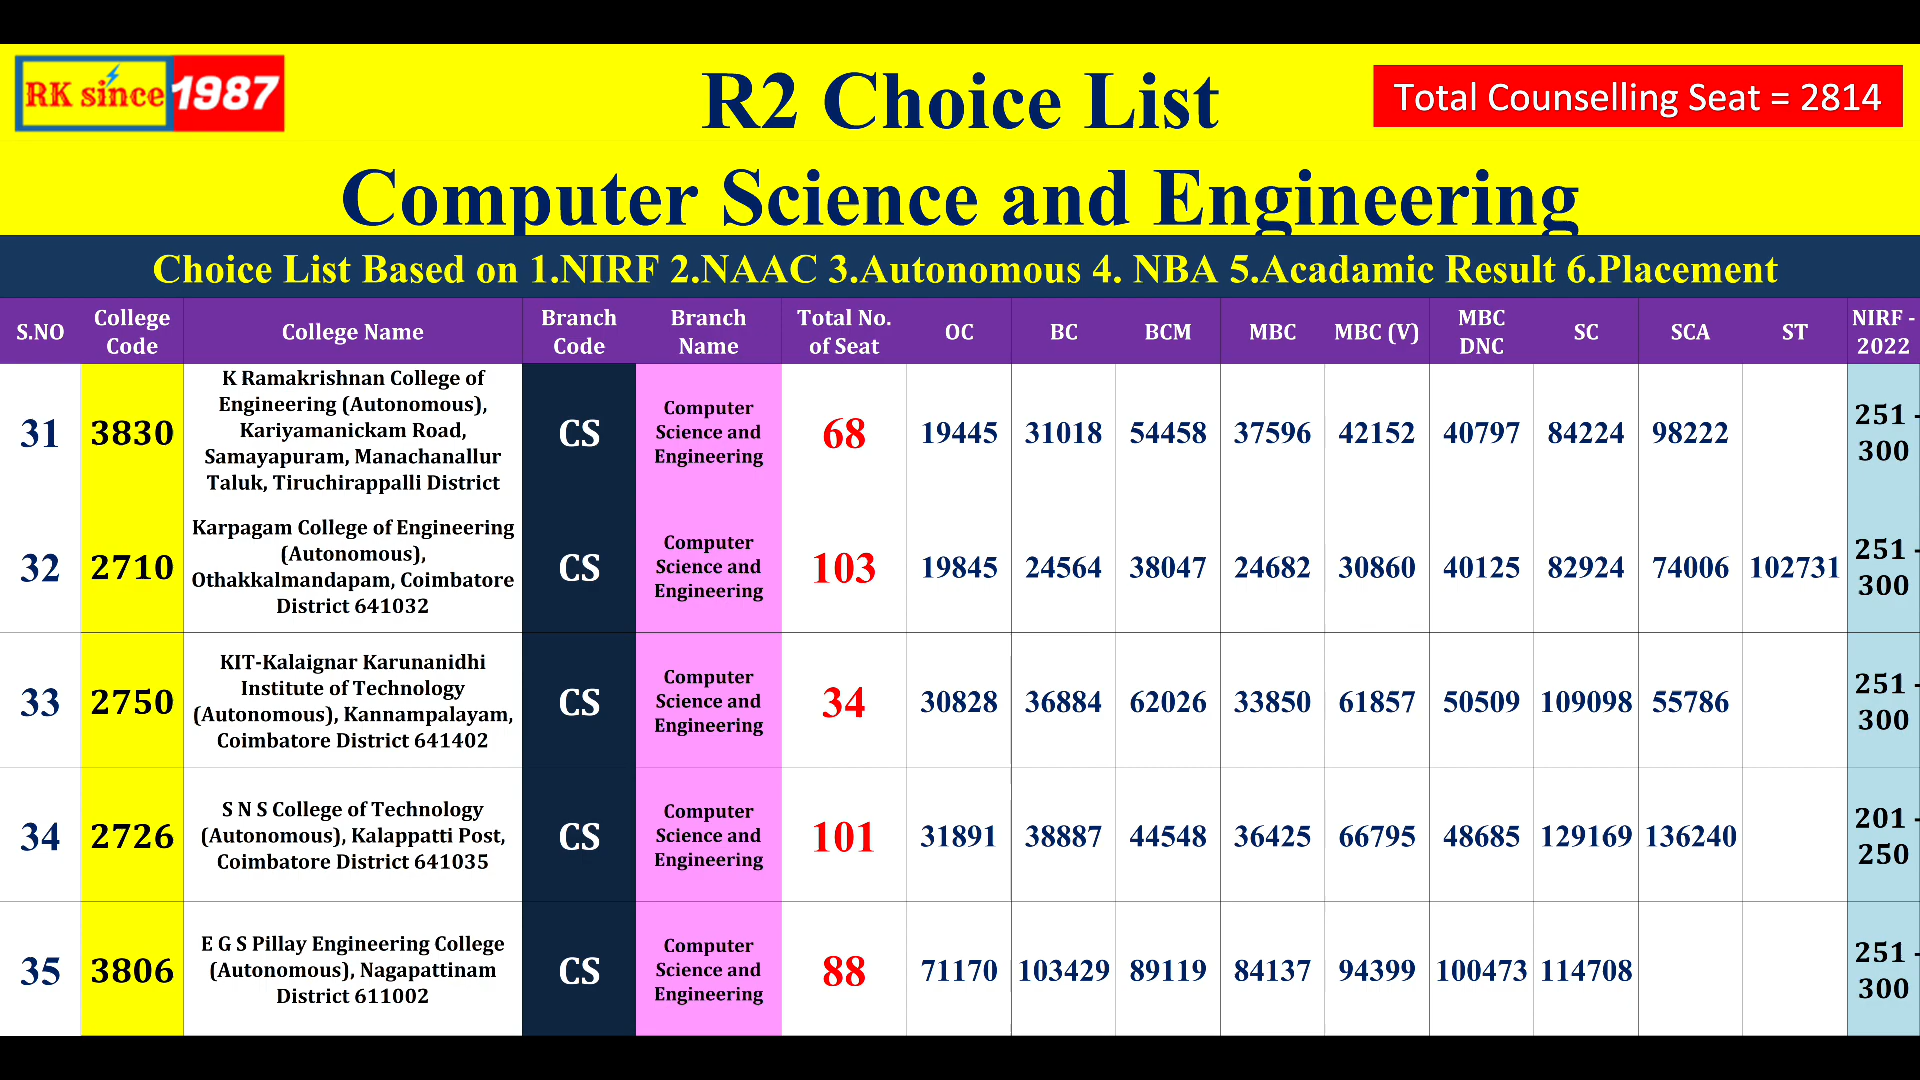 RK since 1987
R2 Choice List
Total Counselling Seat = 2814
Computer Science and Engineering
Choice List Based on 1.NIRF 2.NAAC 3.Autonomous 4. NBA 5.Acadamic Result 6.Placement
S.NO
College
Code
College Name
Branch
Code
Branch
Name
Total No.
of Seat
OC
BC
BCM
MBC
MBC (V)
MBC
DNC
SC
SCA
ST
NIRF -
2022
31
3830
K Ramakrishnan College of
Engineering (Autonomous),
Kariyamanickam Road,
Samayapuram, Manachanallur
Taluk, Tiruchirappalli District
CS
Computer
Science and
Engineering
68
19445
31018
54458
37596
42152
40797
84224
98222
251 -
300
32
2710
Karpagam College of Engineering
(Autonomous),
Othakkalmandapam, Coimbatore
District 641032
CS
Computer
Science and
Engineering
103
19845
24564
38047
24682
30860
40125
82924
74006
102731
251 -
300
33
2750
KIT-Kalaignar Karunanidhi
Institute of Technology
(Autonomous), Kannampalayam,
Coimbatore District 641402
CS
Computer
Science and
Engineering
34
30828
36884
62026
33850
61857
50509
109098
55786
251 -
300
34
2726
S N S College of Technology
(Autonomous), Kalappatti Post,
Coimbatore District 641035
CS
Computer
Science and
Engineering
101
31891
38887
44548
36425
66795
48685
129169
136240
201 -
250
35
3806
E G S Pillay Engineering College
(Autonomous), Nagapattinam
District 611002
CS
Computer
Science and
Engineering
88
71170
103429
89119
84137
94399
100473
114708
251 -
300